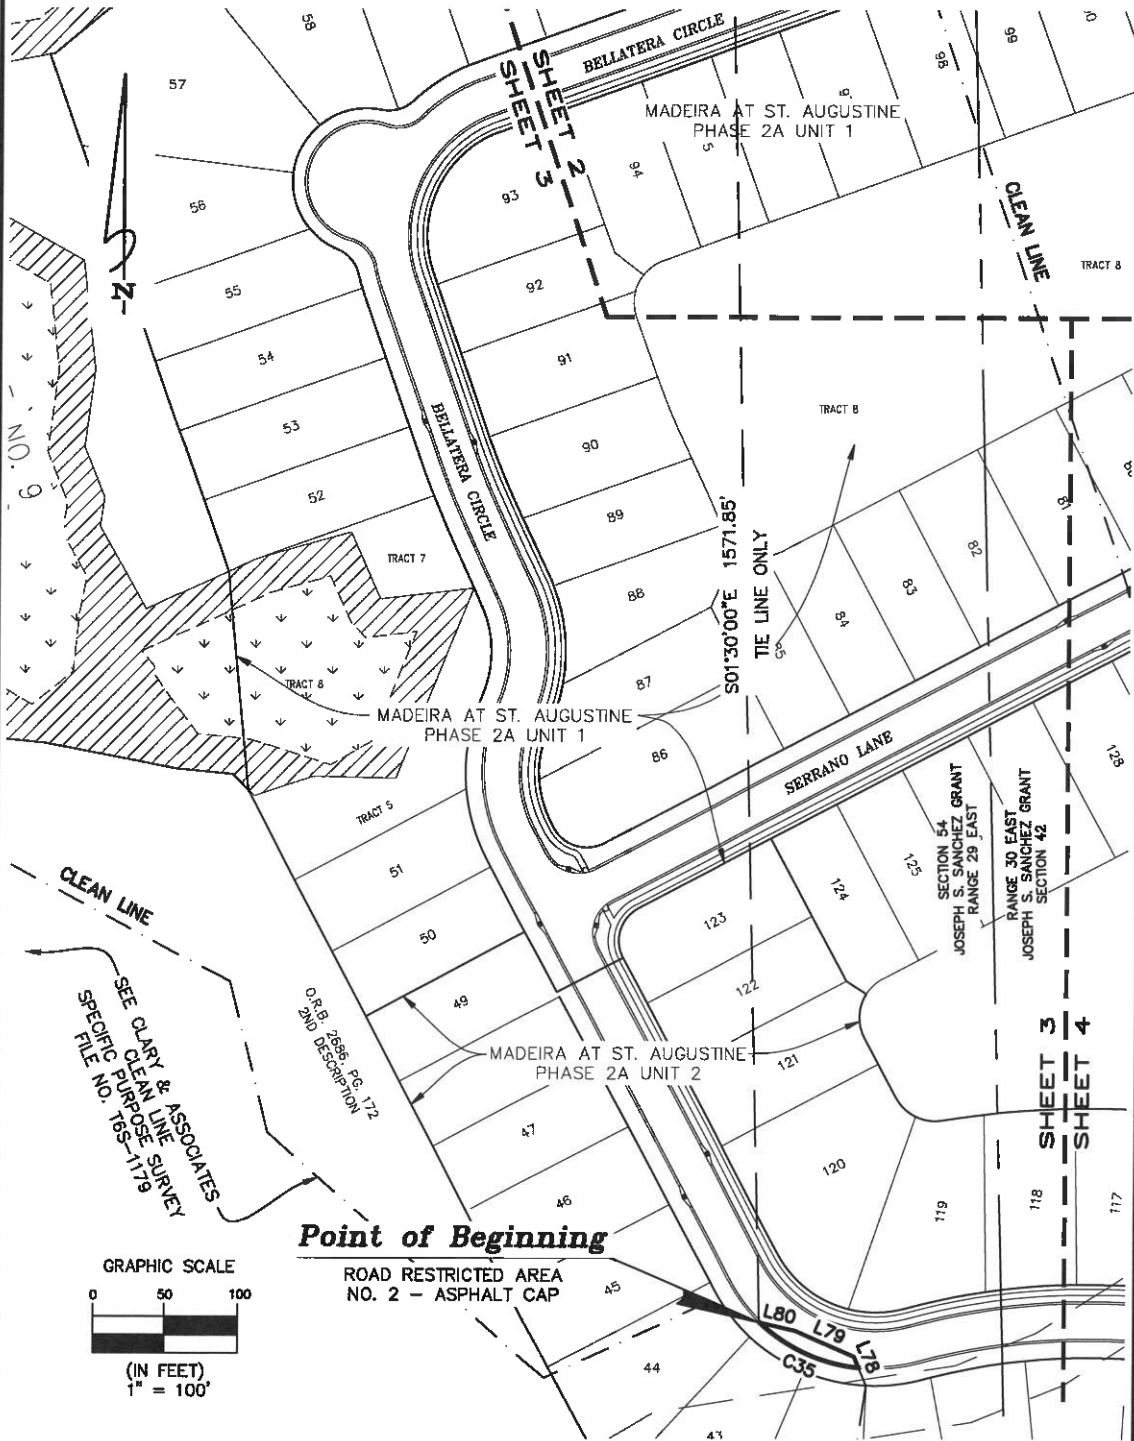 58
57
56
55
54
53
52
BELLATERA CIRCLE
SHEET 2
SHEET 3
MADEIRA AT ST. AUGUSTINE
PHASE 2A UNIT 1
98
99
94
93
92
91
90
89
88
87
86
CLEAN LINE
TRACT 8
TRACT 8
N
NO. 9
BELLATERA CIRCLE
TRACT 7
TRACT 8
S01°30'00"E 1571.85'
TIE LINE ONLY
81
82
83
84
85
MADEIRA AT ST. AUGUSTINE
PHASE 2A UNIT 1
SERRANO LANE
TRACT 5
51
50
49
CLEAN LINE
SEE CLARY & ASSOCIATES
CLEAN LINE
SPECIFIC PURPOSE SURVEY
FILE NO. T6S-1179
O.R.B. 2686, PG. 172
2ND DESCRIPTION
SECTION 54
JOSEPH S. SANCHEZ GRANT
RANGE 29 EAST
RANGE 30 EAST
JOSEPH S. SANCHEZ GRANT
SECTION 42
128
125
124
123
122
121
120
119
118
117
MADEIRA AT ST. AUGUSTINE
PHASE 2A UNIT 2
SHEET 3
SHEET 4
47
46
45
44
43
Point of Beginning
ROAD RESTRICTED AREA
NO. 2 - ASPHALT CAP
L80
L79
L78
C35
GRAPHIC SCALE
0 50 100
(IN FEET)
1" = 100'